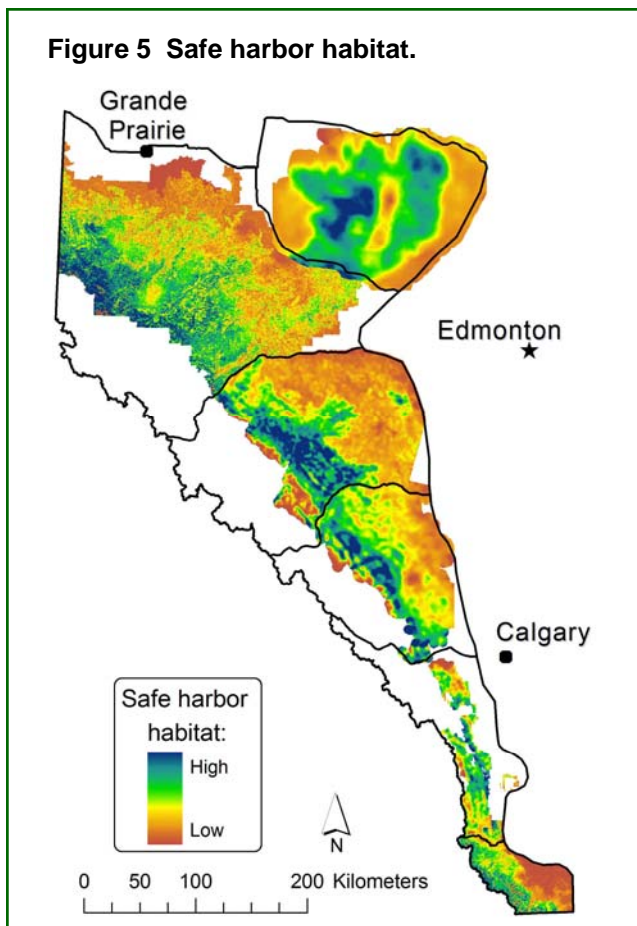 Figure 5  Safe harbor habitat.
Grande
Prairie
Edmonton
Calgary
Safe harbor
habitat:
High
Low
N
0 50 100 200 Kilometers